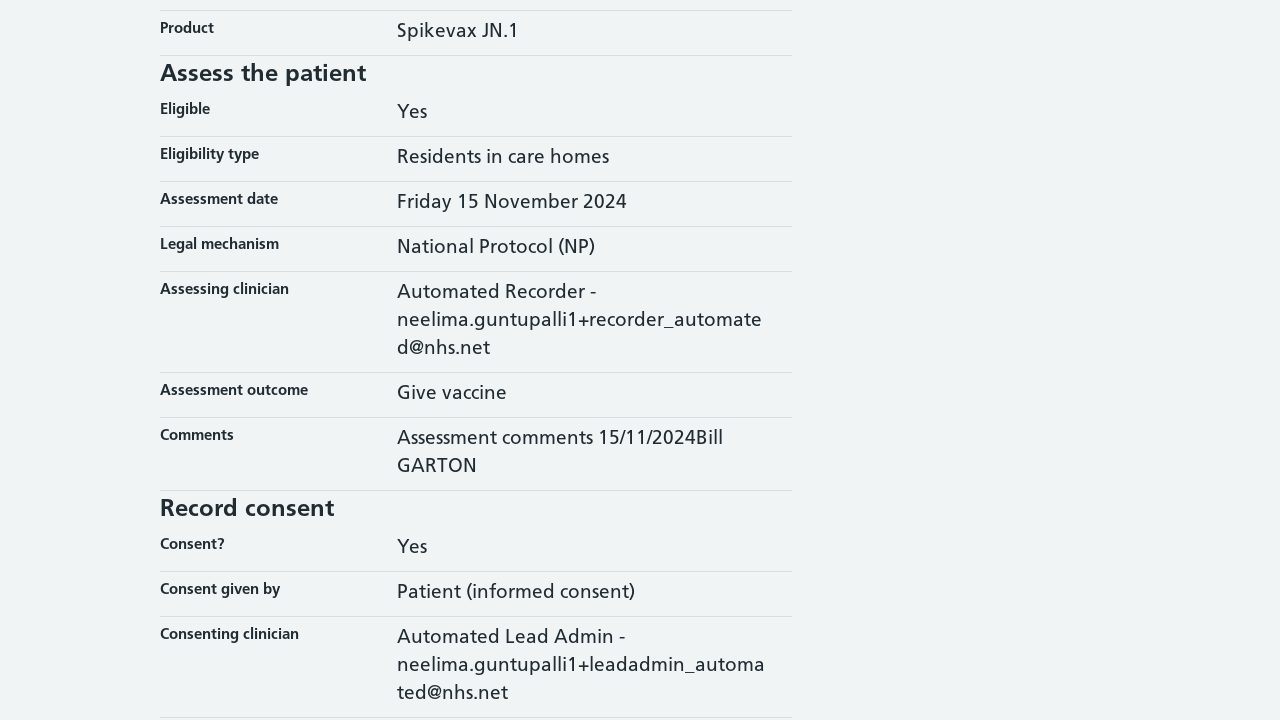 Product Spikevax JN.1
Assess the patient
Eligible Yes
Eligibility type Residents in care homes
Assessment date Friday 15 November 2024
Legal mechanism National Protocol (NP)
Assessing clinician Automated Recorder -
neelima.guntupalli1+recorder_automate
d@nhs.net
Assessment outcome Give vaccine
Comments Assessment comments 15/11/2024Bill
GARTON
Record consent
Consent? Yes
Consent given by Patient (informed consent)
Consenting clinician Automated Lead Admin -
neelima.guntupalli1+leadadmin_automa
ted@nhs.net